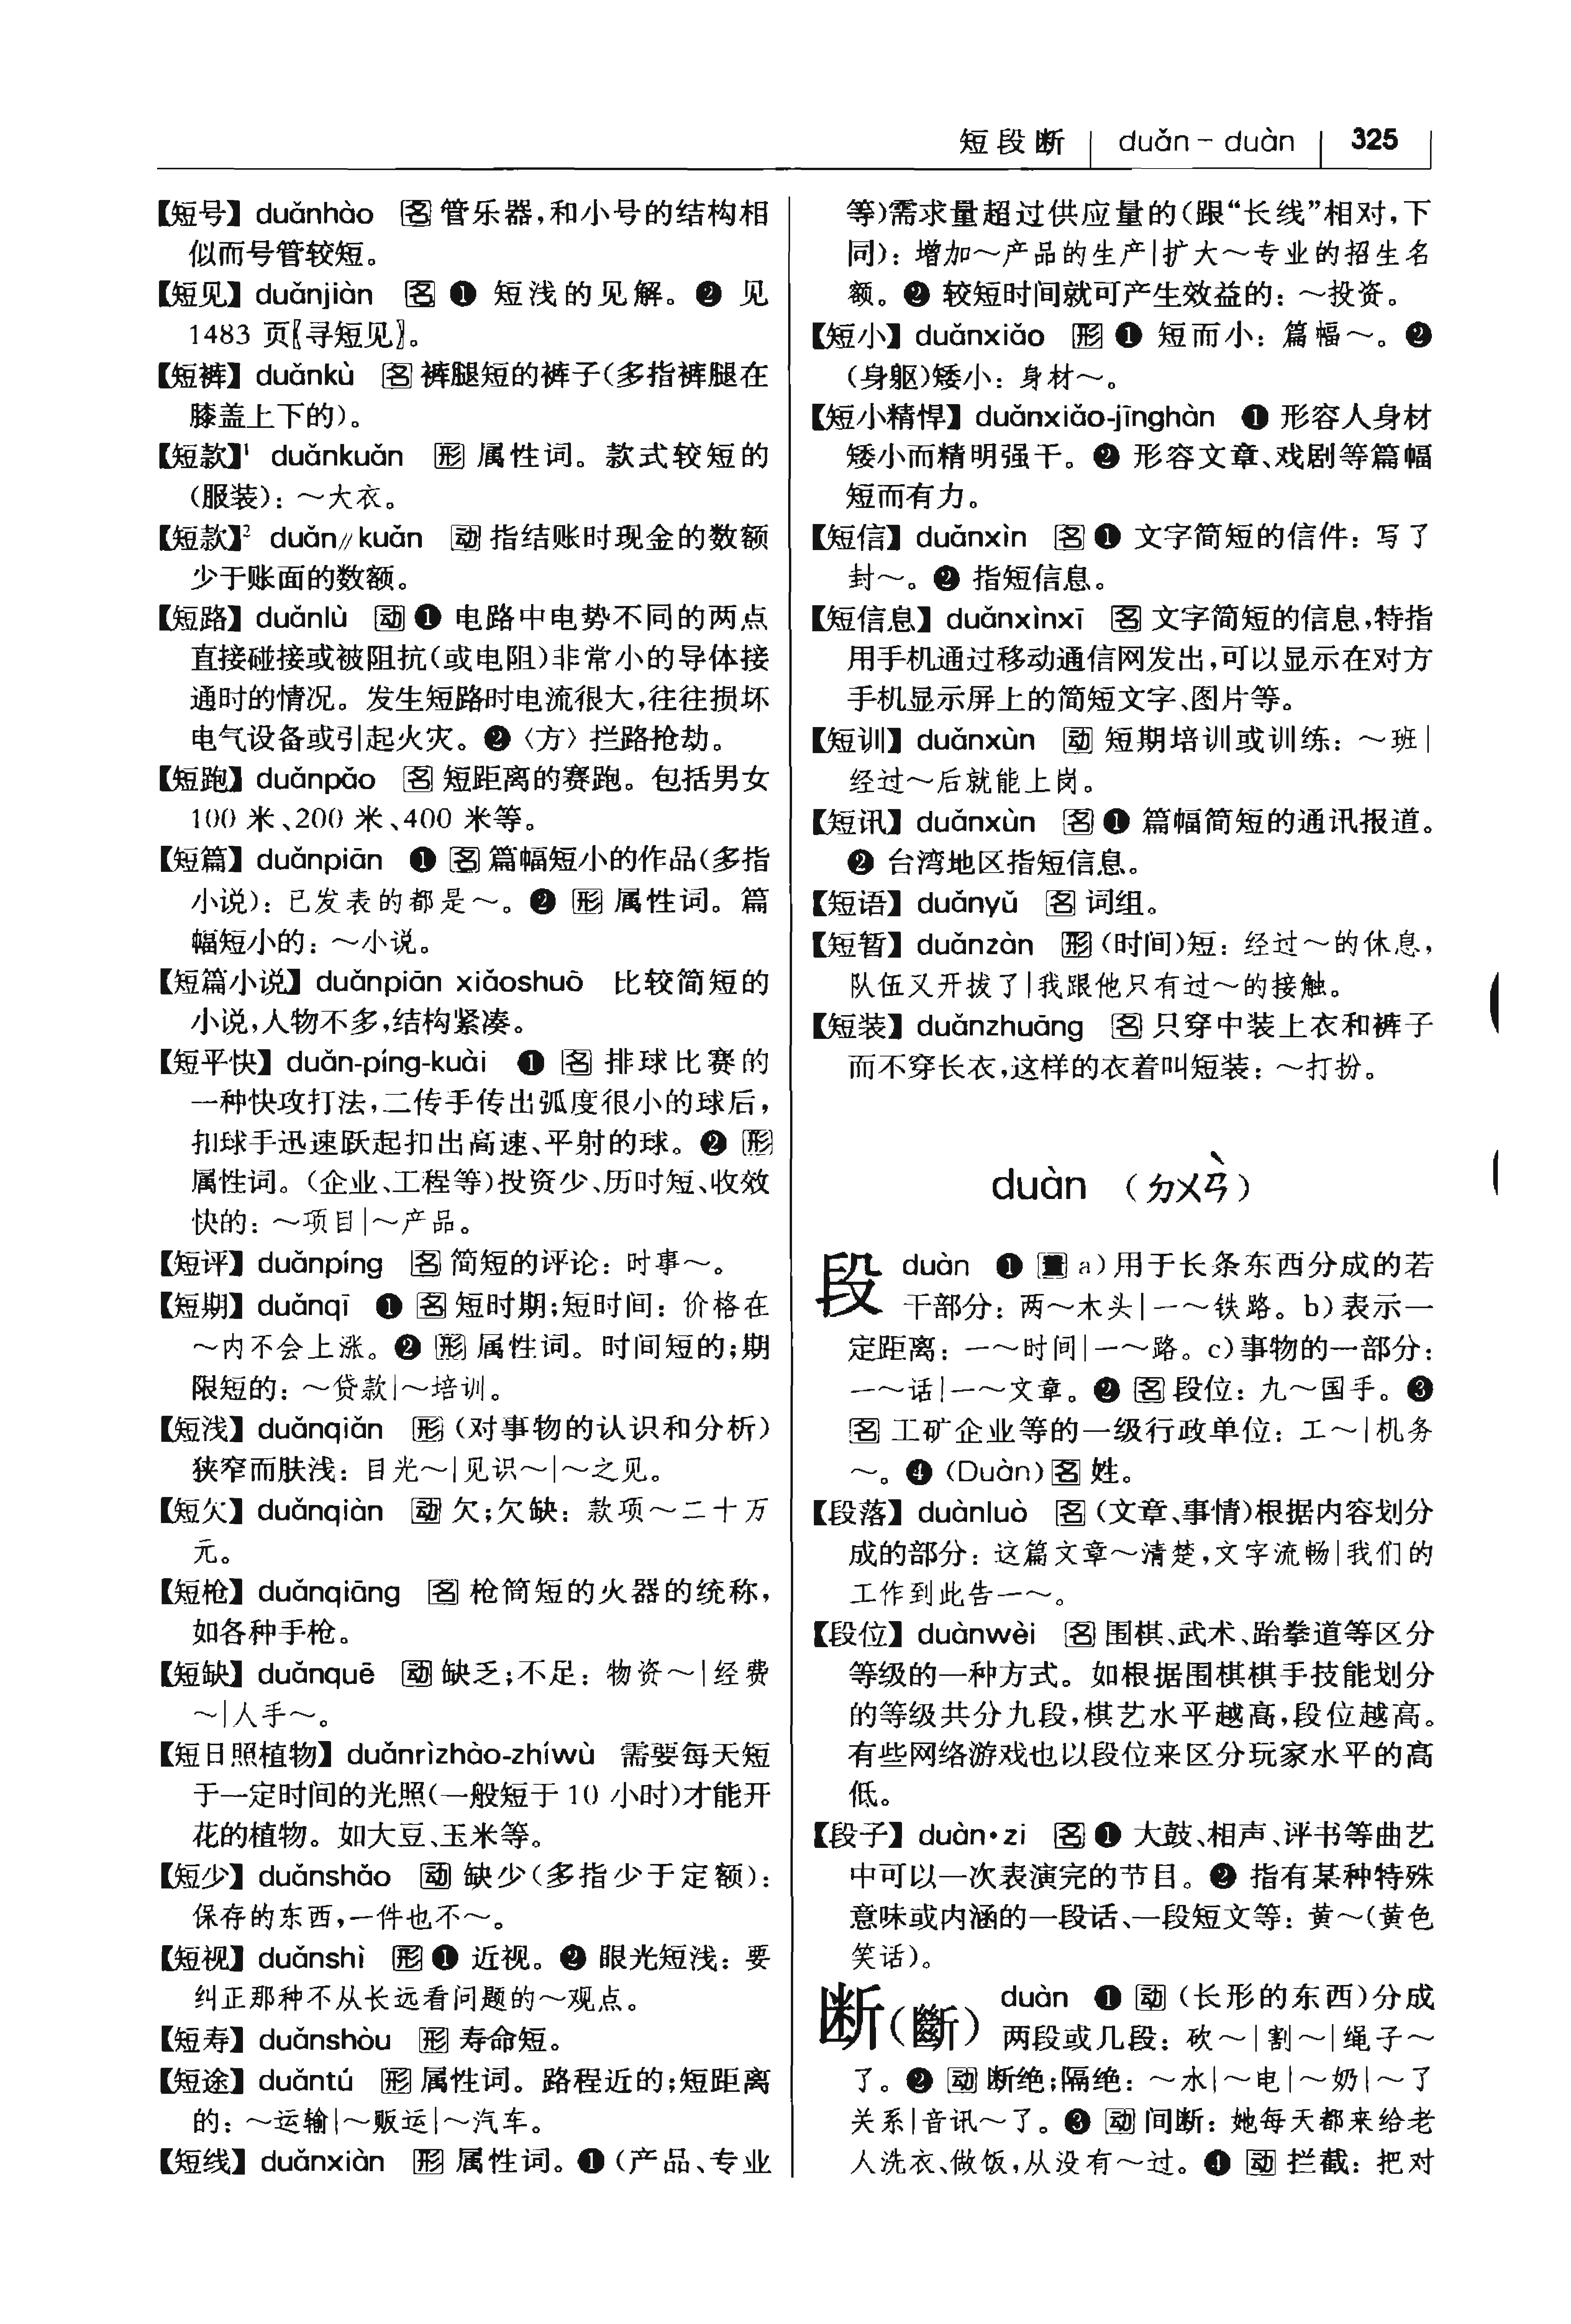 短段断 | duǎn – duàn | 325
【短号】 duǎnhào 名 管乐器,和小号的结构相
似而号管较短。
【短见】 duǎnjiàn 名 ❶ 短浅的见解。❷ 见
1483 页〖寻短见〗。
【短裤】 duǎnkù 名 裤腿短的裤子(多指裤腿在
膝盖上下的)。
【短款】¹ duǎnkuǎn 形 属性词。款式较短的
(服装): ~大衣。
【短款】² duǎn∥kuǎn 动 指结账时现金的数额
少于账面的数额。
【短路】 duǎnlù 动 ❶ 电路中电势不同的两点
直接碰接或被阻抗(或电阻)非常小的导体接
通时的情况。发生短路时电流很大,往往损坏
电气设备或引起火灾。❷〈方〉拦路抢劫。
【短跑】 duǎnpǎo 名 短距离的赛跑。包括男女
100 米、200 米、400 米等。
【短篇】 duǎnpiān ❶ 名 篇幅短小的作品(多指
小说): 已发表的都是~。❷ 形 属性词。篇
幅短小的: ~小说。
【短篇小说】 duǎnpiān xiǎoshuō 比较简短的
小说,人物不多,结构紧凑。
【短平快】 duǎn-píng-kuài ❶ 名 排球比赛的
一种快攻打法,二传手传出弧度很小的球后,
扣球手迅速跃起扣出高速、平射的球。❷ 形
属性词。(企业、工程等)投资少、历时短、收效
快的: ~项目|~产品。
【短评】 duǎnpíng 名 简短的评论: 时事~。
【短期】 duǎnqī ❶ 名 短时期;短时间: 价格在
~内不会上涨。❷ 形 属性词。时间短的;期
限短的: ~贷款|~培训。
【短浅】 duǎnqiǎn 形 (对事物的认识和分析)
狭窄而肤浅: 目光~|见识~|~之见。
【短欠】 duǎnqiàn 动 欠;欠缺: 款项~二十万
元。
【短枪】 duǎnqiāng 名 枪筒短的火器的统称,
如各种手枪。
【短缺】 duǎnquē 动 缺乏;不足: 物资~|经费
~|人手~。
【短日照植物】 duǎnrìzhào-zhíwù 需要每天短
于一定时间的光照(一般短于 10 小时)才能开
花的植物。如大豆、玉米等。
【短少】 duǎnshǎo 动 缺少(多指少于定额):
保存的东西,一件也不~。
【短视】 duǎnshì 形 ❶ 近视。❷ 眼光短浅: 要
纠正那种不从长远看问题的~观点。
【短寿】 duǎnshòu 形 寿命短。
【短途】 duǎntú 形 属性词。路程近的;短距离
的: ~运输|~贩运|~汽车。
【短线】 duǎnxiàn 形 属性词。❶ (产品、专业
等)需求量超过供应量的(跟“长线”相对,下
同): 增加~产品的生产|扩大~专业的招生名
额。❷ 较短时间就可产生效益的: ~投资。
【短小】 duǎnxiǎo 形 ❶ 短而小: 篇幅~。❷
(身躯)矮小: 身材~。
【短小精悍】 duǎnxiǎo-jīnghàn ❶ 形容人身材
矮小而精明强干。❷ 形容文章、戏剧等篇幅
短而有力。
【短信】 duǎnxìn 名 ❶ 文字简短的信件: 写了
封~。❷ 指短信息。
【短信息】 duǎnxìnxī 名 文字简短的信息,特指
用手机通过移动通信网发出,可以显示在对方
手机显示屏上的简短文字、图片等。
【短训】 duǎnxùn 动 短期培训或训练: ~班|
经过~后就能上岗。
【短讯】 duǎnxùn 名 ❶ 篇幅简短的通讯报道。
❷ 台湾地区指短信息。
【短语】 duǎnyǔ 名 词组。
【短暂】 duǎnzàn 形 (时间)短: 经过~的休息,
队伍又开拔了|我跟他只有过~的接触。
【短装】 duǎnzhuāng 名 只穿中装上衣和裤子
而不穿长衣,这样的衣着叫短装: ~打扮。
duàn (ㄉㄨㄢˋ)
段 duàn ❶ 量 a)用于长条东西分成的若
干部分: 两~木头|一~铁路。b)表示一
定距离: 一~时间|一~路。c)事物的一部分:
一~话|一~文章。❷ 名 段位: 九~国手。❸
名 工矿企业等的一级行政单位: 工~|机务
~。❹ (Duàn) 名 姓。
【段落】 duànluò 名 (文章、事情)根据内容划分
成的部分: 这篇文章~清楚,文字流畅|我们的
工作到此告一~。
【段位】 duànwèi 名 围棋、武术、跆拳道等区分
等级的一种方式。如根据围棋棋手技能划分
的等级共分九段,棋艺水平越高,段位越高。
有些网络游戏也以段位来区分玩家水平的高
低。
【段子】 duàn•zi 名 ❶ 大鼓、相声、评书等曲艺
中可以一次表演完的节目。❷ 指有某种特殊
意味或内涵的一段话、一段短文等: 黄~(黄色
笑话)。
断(斷) duàn ❶ 动 (长形的东西)分成
两段或几段: 砍~|割~|绳子~
了。❷ 动 断绝;隔绝: ~水|~电|~奶|~了
关系|音讯~了。❸ 动 间断: 她每天都来给老
人洗衣、做饭,从没有~过。❹ 动 拦截: 把对